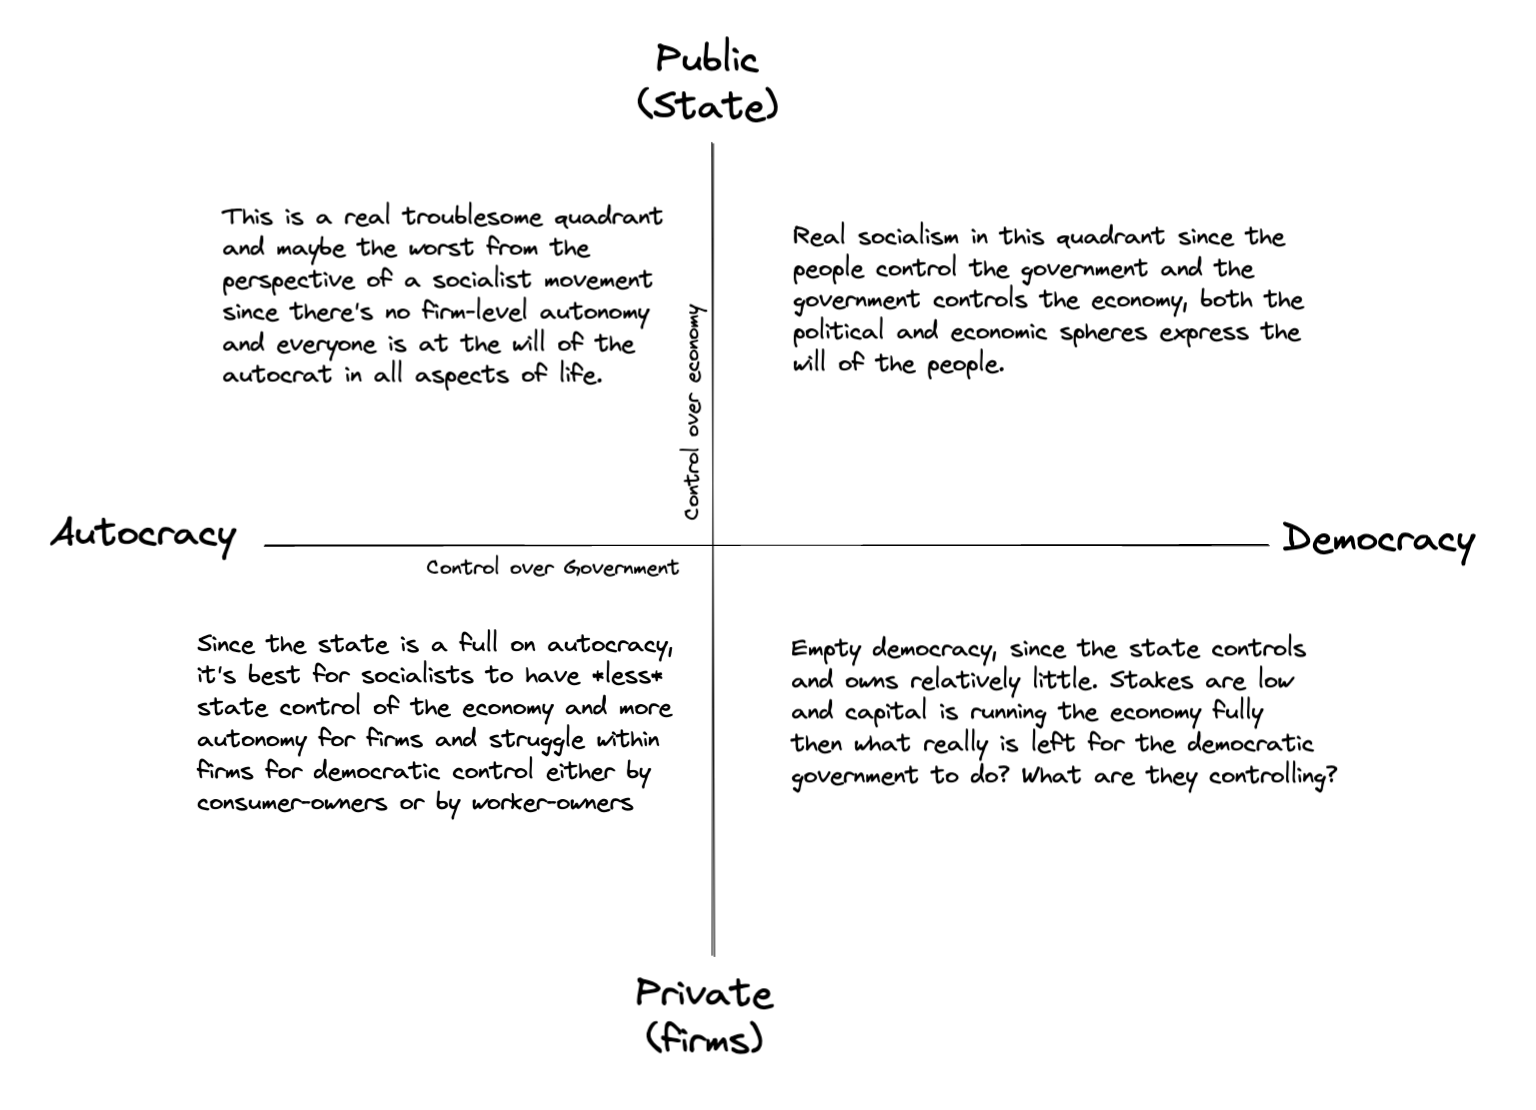 Public
(State)
This is a real troublesome quadrant
and maybe the worst from the
perspective of a socialist movement
since there's no firm-level autonomy
and everyone is at the will of the
autocrat in all aspects of life.
Real socialism in this quadrant since the
people control the government and the
government controls the economy, both the
political and economic spheres express the
will of the people.
Control over economy
Autocracy
Democracy
Control over Government
Since the state is a full on autocracy,
it's best for socialists to have *less*
state control of the economy and more
autonomy for firms and struggle within
firms for democratic control either by
consumer-owners or by worker-owners
Empty democracy, since the state controls
and owns relatively little. Stakes are low
and capital is running the economy fully
then what really is left for the democratic
government to do? What are they controlling?
Private
(firms)